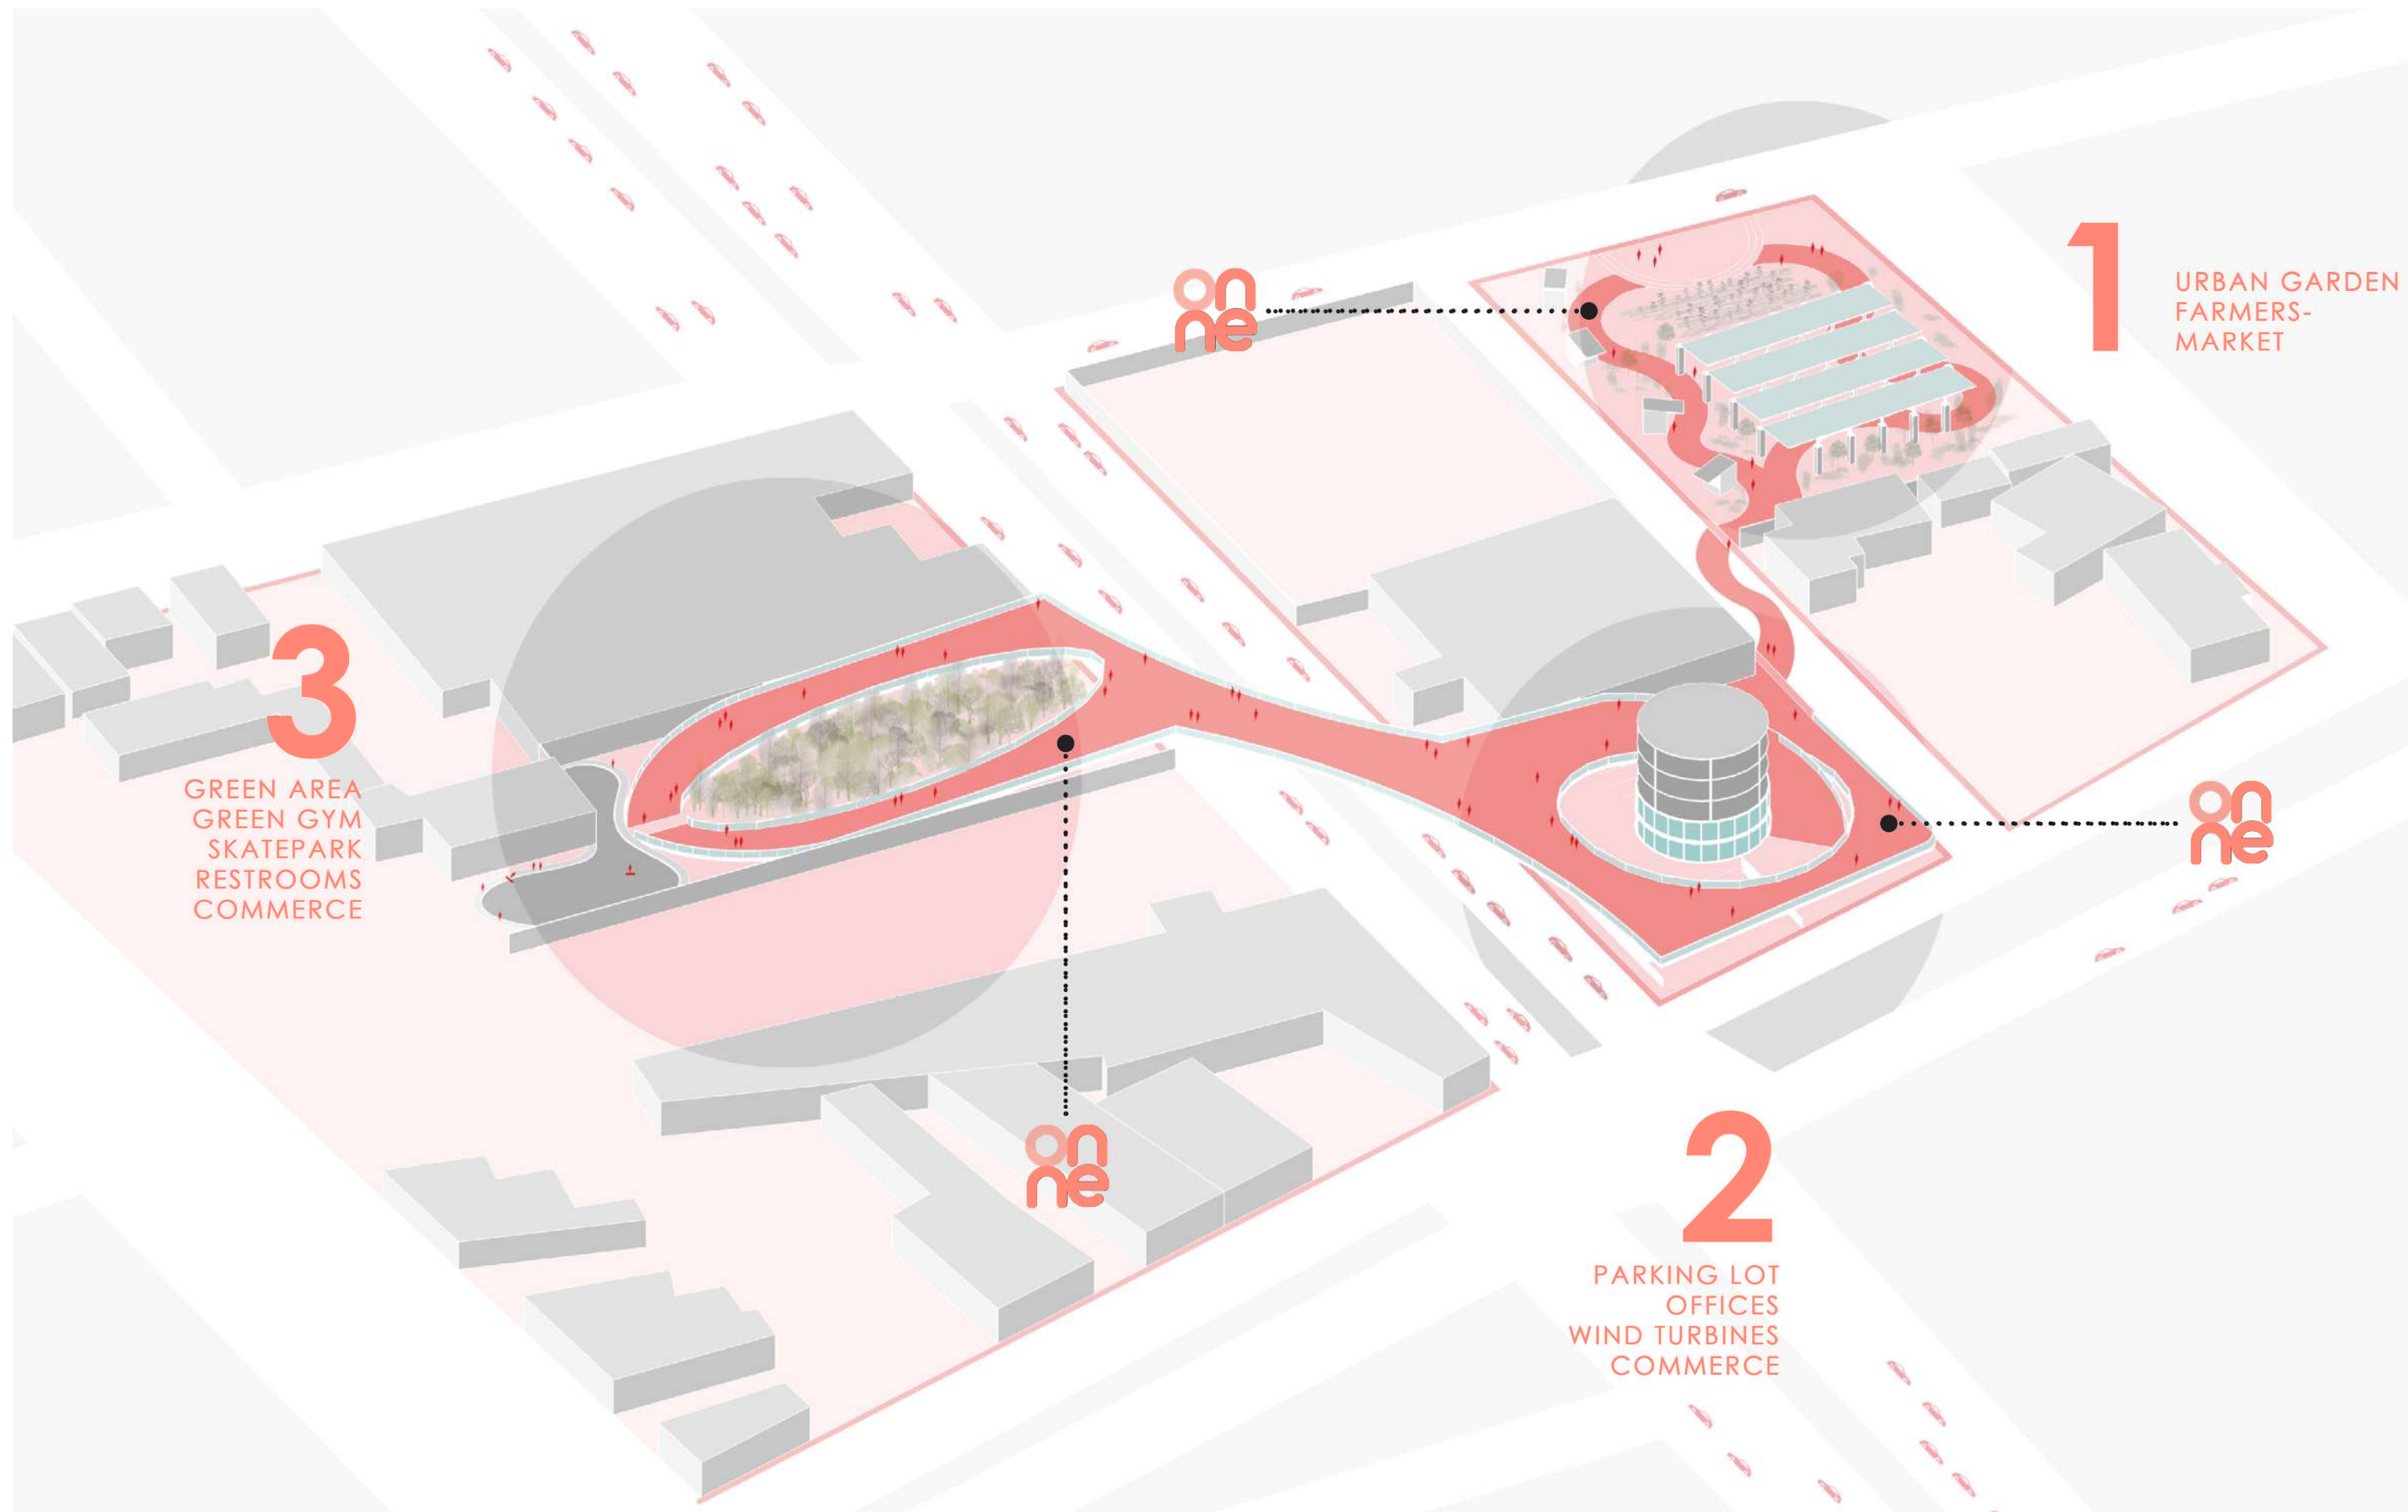 on
ne
1
URBAN GARDEN
FARMERS-
MARKET
3
GREEN AREA
GREEN GYM
SKATEPARK
RESTROOMS
COMMERCE
on
ne
on
ne
2
PARKING LOT
OFFICES
WIND TURBINES
COMMERCE